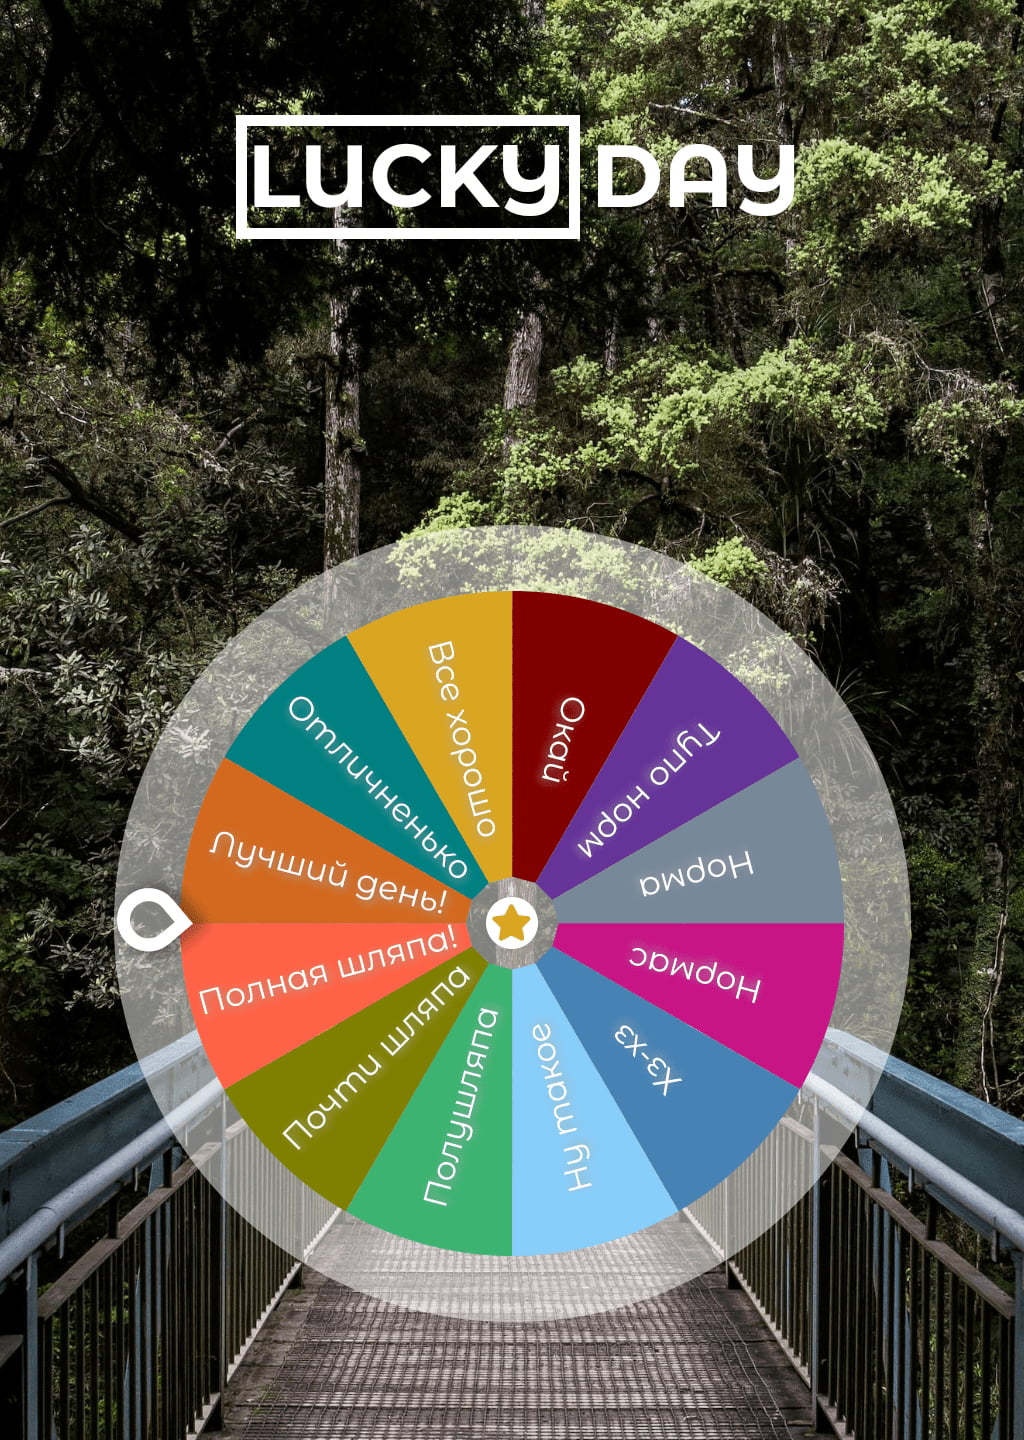 LUCKY DAY
Все хорошо
Окай
Тупо норм
Норма
Нормас
Хз-хз
Ну такое
Полушляпа
Почти шляпа
Полная шляпа!
Лучший день!
Отличненько